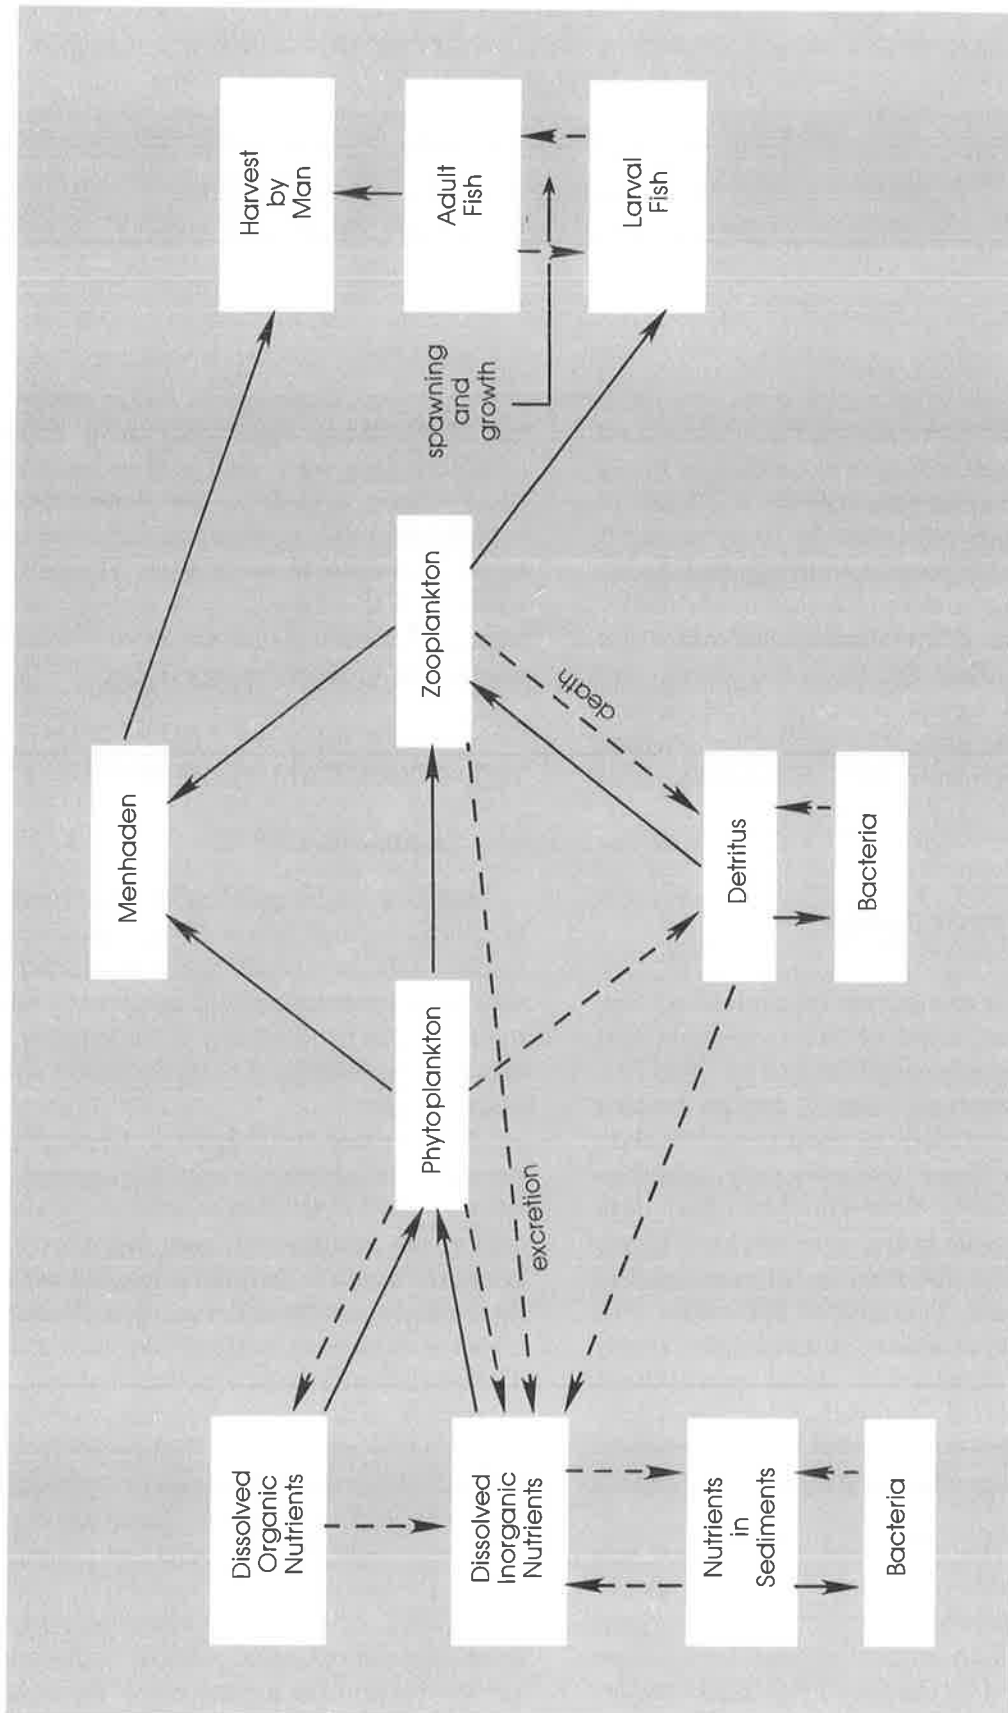 Dissolved
Organic
Nutrients
Dissolved
Inorganic
Nutrients
Nutrients
in
Sediments
Bacteria
Phytoplankton
excretion
Menhaden
Zooplankton
death
Detritus
Bacteria
spawning
and
growth
Harvest
by
Man
Adult
Fish
Larval
Fish